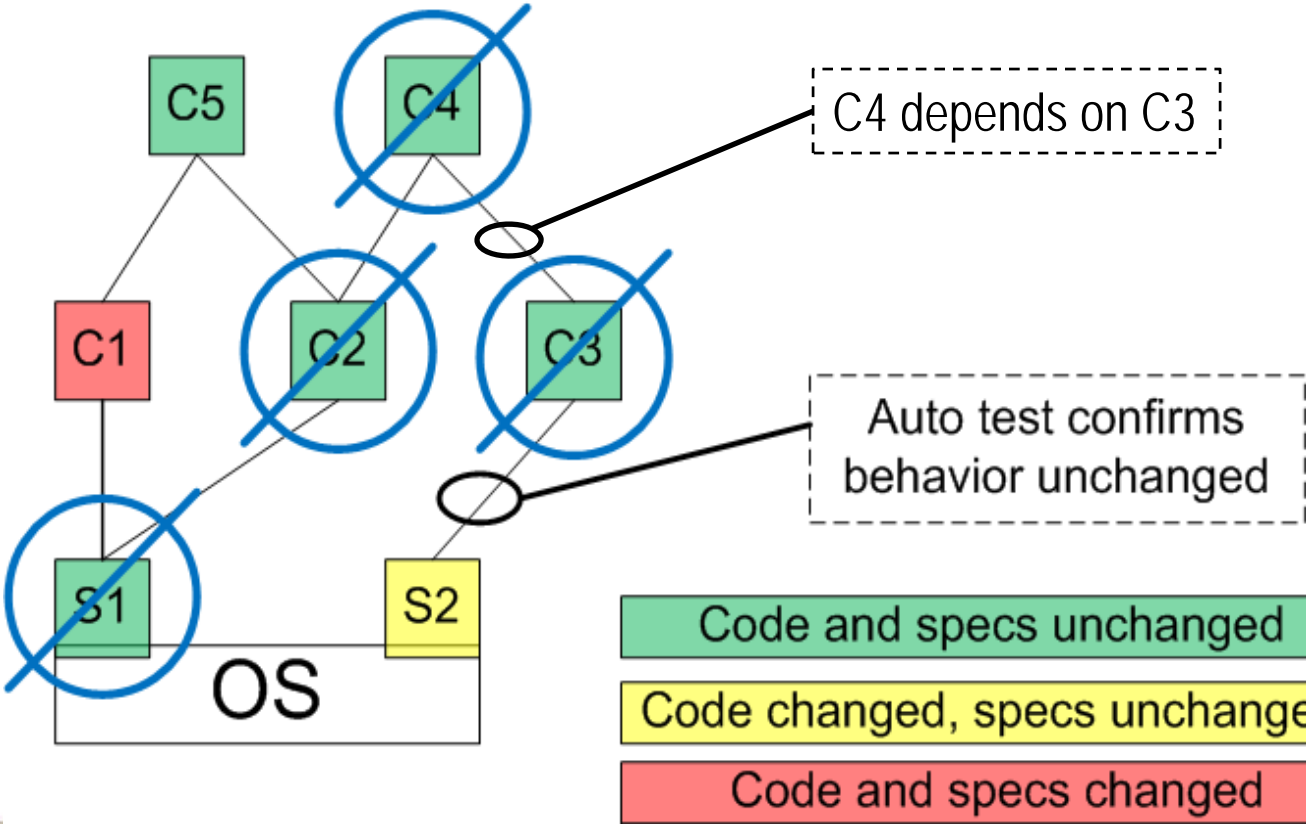 C5
C4
C4 depends on C3
C1
C2
C3
Auto test confirms
behavior unchanged
S1
S2
OS
Code and specs unchanged
Code changed, specs unchange
Code and specs changed